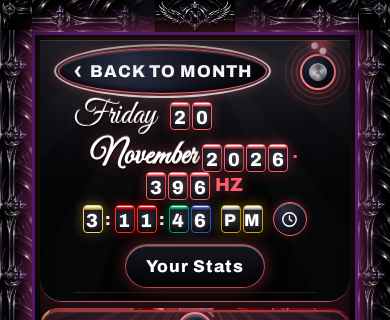 ‹ BACK TO MONTH
Friday 20
November 2026 ·
396 HZ
3:11:46 PM
Your Stats